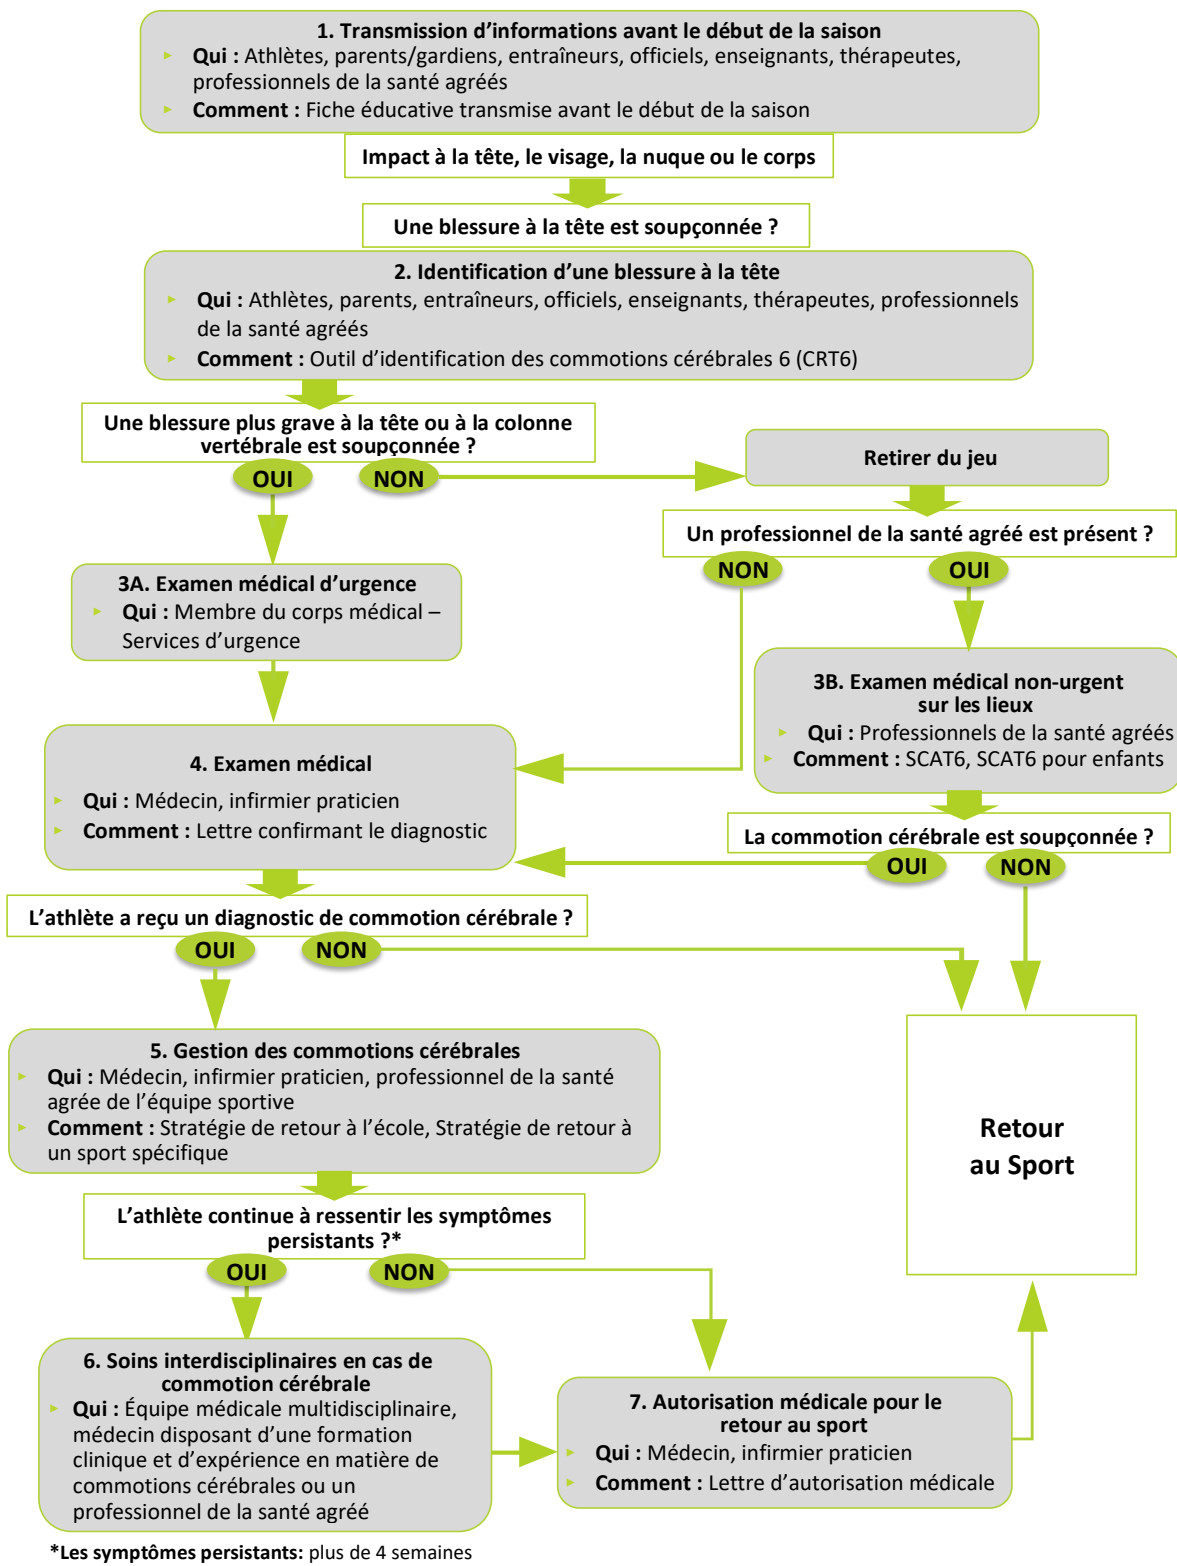 1. Transmission d’informations avant le début de la saison
▸ Qui : Athlètes, parents/gardiens, entraîneurs, officiels, enseignants, thérapeutes,
professionnels de la santé agréés
▸ Comment : Fiche éducative transmise avant le début de la saison
Impact à la tête, le visage, la nuque ou le corps
Une blessure à la tête est soupçonnée ?
2. Identification d’une blessure à la tête
▸ Qui : Athlètes, parents, entraîneurs, officiels, enseignants, thérapeutes, professionnels
de la santé agréés
▸ Comment : Outil d’identification des commotions cérébrales 6 (CRT6)
Une blessure plus grave à la tête ou à la colonne
vertébrale est soupçonnée ?
OUI
NON
Retirer du jeu
Un professionnel de la santé agréé est présent ?
NON
OUI
3A. Examen médical d’urgence
▸ Qui : Membre du corps médical –
Services d’urgence
3B. Examen médical non-urgent
sur les lieux
▸ Qui : Professionnels de la santé agréés
▸ Comment : SCAT6, SCAT6 pour enfants
4. Examen médical
▸ Qui : Médecin, infirmier praticien
▸ Comment : Lettre confirmant le diagnostic
La commotion cérébrale est soupçonnée ?
OUI
NON
L’athlète a reçu un diagnostic de commotion cérébrale ?
OUI
NON
5. Gestion des commotions cérébrales
▸ Qui : Médecin, infirmier praticien, professionnel de la santé
agrée de l’équipe sportive
▸ Comment : Stratégie de retour à l’école, Stratégie de retour à
un sport spécifique
Retour
au Sport
L’athlète continue à ressentir les symptômes
persistants ?*
OUI
NON
6. Soins interdisciplinaires en cas de
commotion cérébrale
▸ Qui : Équipe médicale multidisciplinaire,
médecin disposant d’une formation
clinique et d’expérience en matière de
commotions cérébrales ou un
professionnel de la santé agréé
7. Autorisation médicale pour le
retour au sport
▸ Qui : Médecin, infirmier praticien
▸ Comment : Lettre d’autorisation médicale
*Les symptômes persistants: plus de 4 semaines